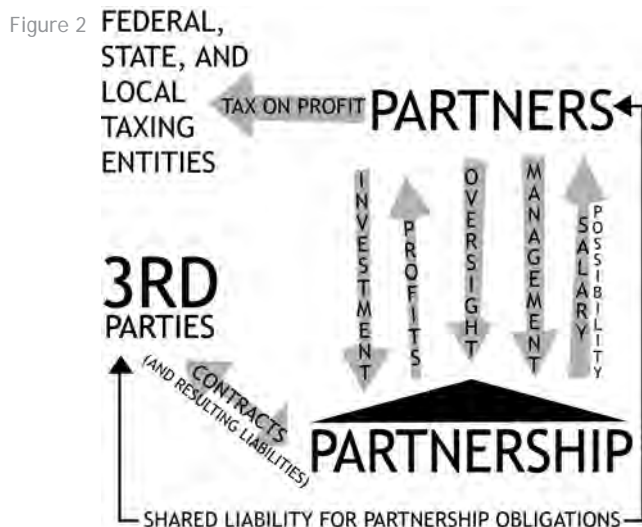 Figure 2
FEDERAL,
STATE, AND
LOCAL
TAXING
ENTITIES
TAX ON PROFIT
PARTNERS
INVESTMENT
PROFITS
OVERSIGHT
MANAGEMENT
SALARY
POSSIBILITY
3RD
PARTIES
CONTRACTS
(AND RESULTING LIABILITIES)
PARTNERSHIP
SHARED LIABILITY FOR PARTNERSHIP OBLIGATIONS